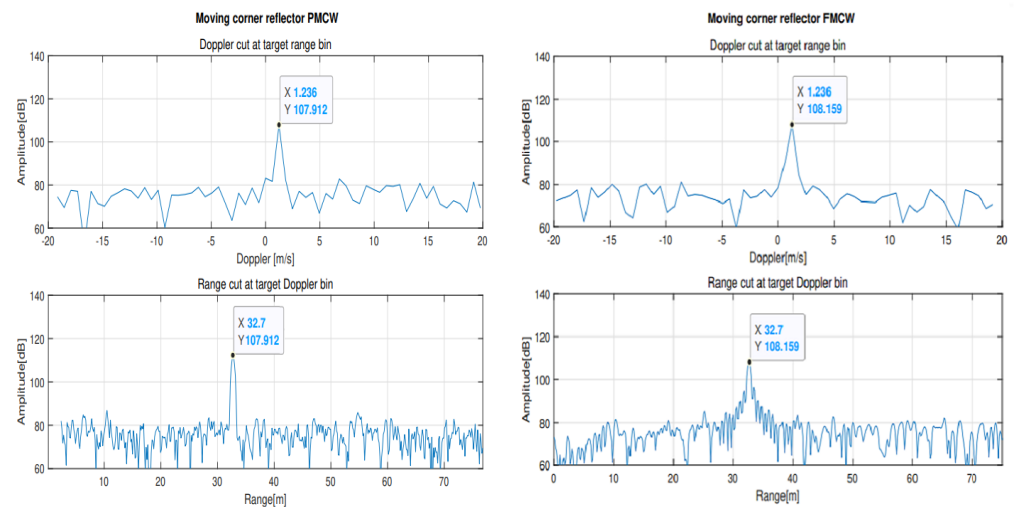 Moving corner reflector PMCW
Doppler cut at target range bin
140
120
100
80
60
Amplitude[dB]
X 1.236
Y 107.912
-20 -15 -10 -5 0 5 10 15 20
Doppler [m/s]
Range cut at target Doppler bin
140
120
100
80
60
Amplitude[dB]
X 32.7
Y 107.912
10 20 30 40 50 60 70
Range[m]
Moving corner reflector FMCW
Doppler cut at target range bin
140
120
100
80
60
Amplitude[dB]
X 1.236
Y 108.159
-20 -15 -10 -5 0 5 10 15 20
Doppler[m/s]
Range cut at target Doppler bin
140
120
100
80
60
Amplitude[dB]
X 32.7
Y 108.159
0 10 20 30 40 50 60 70
Range[m]